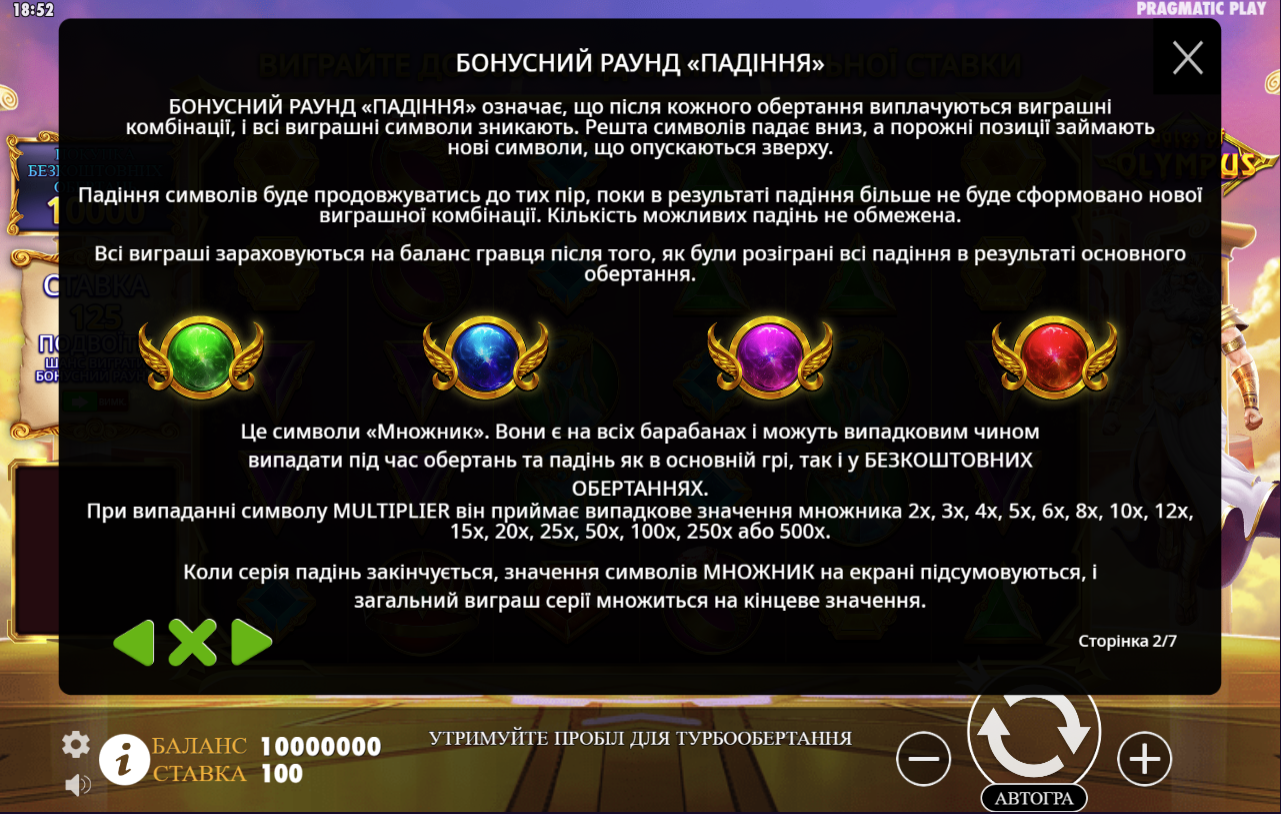 18:52
PRAGMATIC PLAY
БОНУСНИЙ РАУНД «ПАДІННЯ»
БОНУСНИЙ РАУНД «ПАДІННЯ» означає, що після кожного обертання виплачуються виграшні
комбінації, і всі виграшні символи зникають. Решта символів падає вниз, а порожні позиції займають
нові символи, що опускаються зверху.
Падіння символів буде продовжуватись до тих пір, поки в результаті падіння більше не буде сформовано нової
виграшної комбінації. Кількість можливих падінь не обмежена.
Всі виграші зараховуються на баланс гравця після того, як були розіграні всі падіння в результаті основного
обертання.
СТАВКА
125
Це символи «Множник». Вони є на всіх барабанах і можуть випадковим чином
випадати під час обертань та падінь як в основній грі, так і у БЕЗКОШТОВНИХ
ОБЕРТАННЯХ.
При випаданні символу MULTIPLIER він приймає випадкове значення множника 2x, 3x, 4x, 5x, 6x, 8x, 10x, 12x,
15x, 20x, 25x, 50x, 100x, 250x або 500x.
Коли серія падінь закінчується, значення символів МНОЖНИК на екрані підсумовуються, і
загальний виграш серії множиться на кінцеве значення.
Сторінка 2/7
БАЛАНС 10000000
СТАВКА 100
УТРИМУЙТЕ ПРОБІЛ ДЛЯ ТУРБООБЕРТАННЯ
АВТОГРА